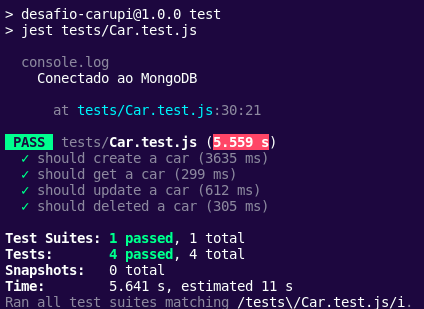 > desafio-carupi@1.0.0 test
> jest tests/Car.test.js
console.log
Conectado ao MongoDB
at tests/Car.test.js:30:21
PASS tests/Car.test.js (5.559 s)
✓ should create a car (3635 ms)
✓ should get a car (299 ms)
✓ should update a car (612 ms)
✓ should deleted a car (305 ms)
Test Suites: 1 passed, 1 total
Tests: 4 passed, 4 total
Snapshots: 0 total
Time: 5.641 s, estimated 11 s
Ran all test suites matching /tests\/Car.test.js/i.